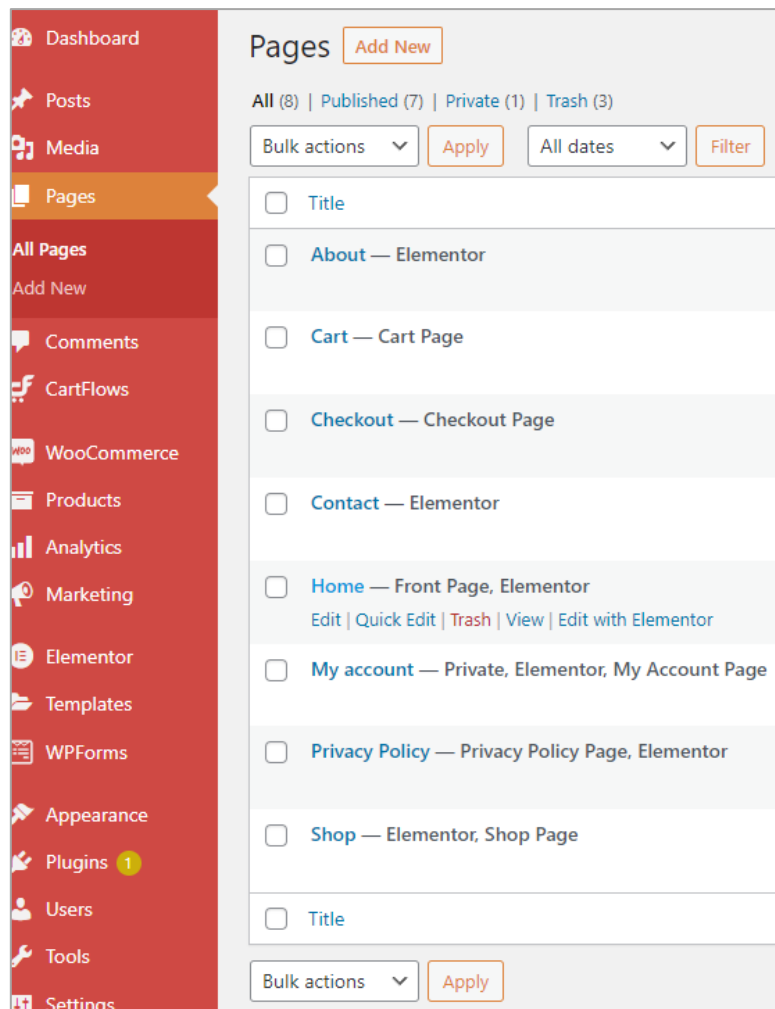 Dashboard
Posts
Media
Pages
All Pages
Add New
Comments
CartFlows
WooCommerce
Products
Analytics
Marketing
Elementor
Templates
WPForms
Appearance
Plugins 1
Users
Tools
Settings
Pages Add New
All (8) | Published (7) | Private (1) | Trash (3)
Bulk actions Apply All dates Filter
Title
About — Elementor
Cart — Cart Page
Checkout — Checkout Page
Contact — Elementor
Home — Front Page, Elementor
Edit | Quick Edit | Trash | View | Edit with Elementor
My account — Private, Elementor, My Account Page
Privacy Policy — Privacy Policy Page, Elementor
Shop — Elementor, Shop Page
Title
Bulk actions Apply